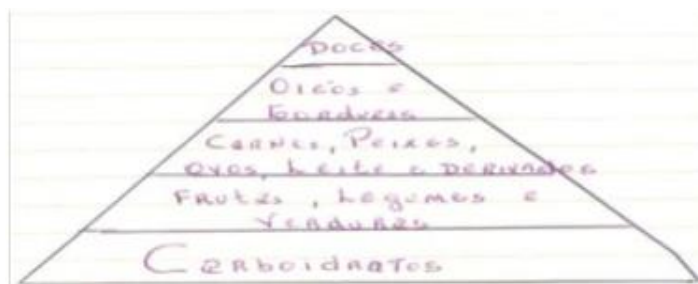 DOCES
OLEOS e
GORDURAS
CARNES, PEIXES,
OVOS, LEITE e DERIVADOS
FRUTAS, LEGUMES e
VERDURAS
CARBOIDRATOS